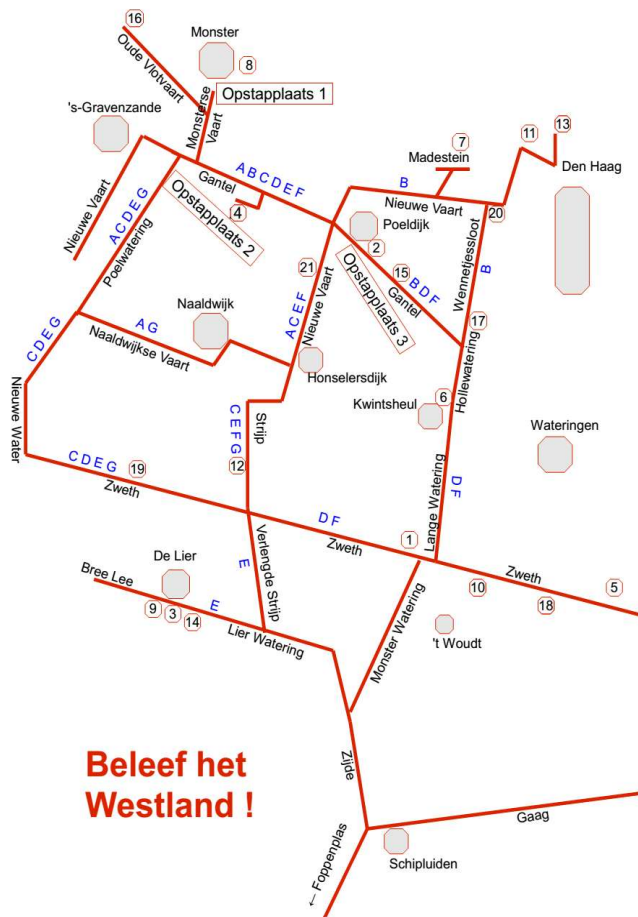 16
Monster
8
Oude Vlotvaart
Opstapplaats 1
Monsterse
Vaart
's-Gravenzande
11
13
7
Madestein
Den Haag
A B C D E F
B
Gantel
4
Nieuwe Vaart
20
Nieuwe Vaart
A C D E G
Poelwatering
Opstapplaats 2
Poeldijk
2
21
15
B D F
Gantel
Opstapplaats 3
Wennetjessloot
B
Nieuwe Vaart
A C E F
17
Naaldwijk
A G
Naaldwijkse Vaart
C D E G
Honselersdijk
Hollewatering
6
Kwintsheul
Nieuwe Water
Strijp
C E F G
12
Wateringen
C D E G
19
Zweth
D F
Lange Watering
D F
Zweth
1
Zweth
5
10
18
De Lier
Bree Lee
E
Verlengde Strijp
E
9
3
14
Lier Watering
Monster Watering
't Woudt
Zijde
Beleef het
Westland !
Gaag
Schipluiden
← Foppenplas